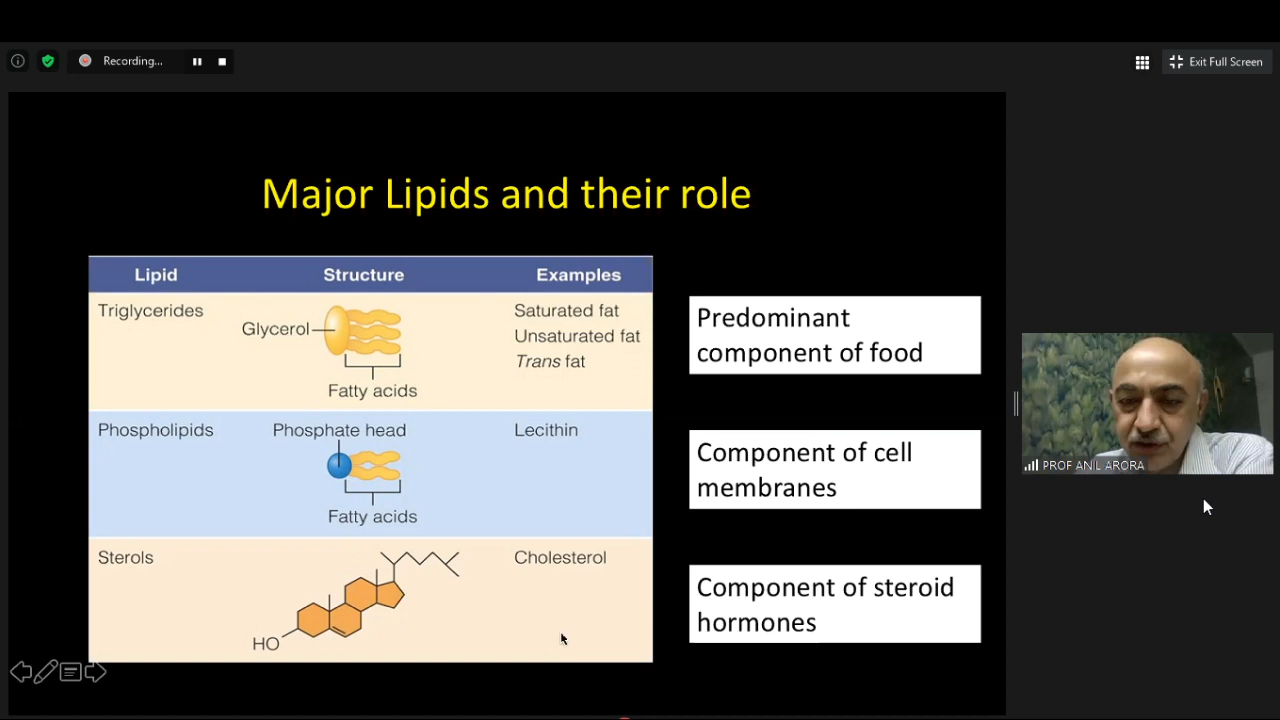 Recording...
Exit Full Screen
Major Lipids and their role
Lipid Structure Examples
Triglycerides
Glycerol
Fatty acids
Saturated fat
Unsaturated fat
Trans fat
Predominant
component of food
Phospholipids
Phosphate head
Fatty acids
Lecithin
Component of cell
membranes
Sterols
HO
Cholesterol
Component of steroid
hormones
PROF ANIL ARORA